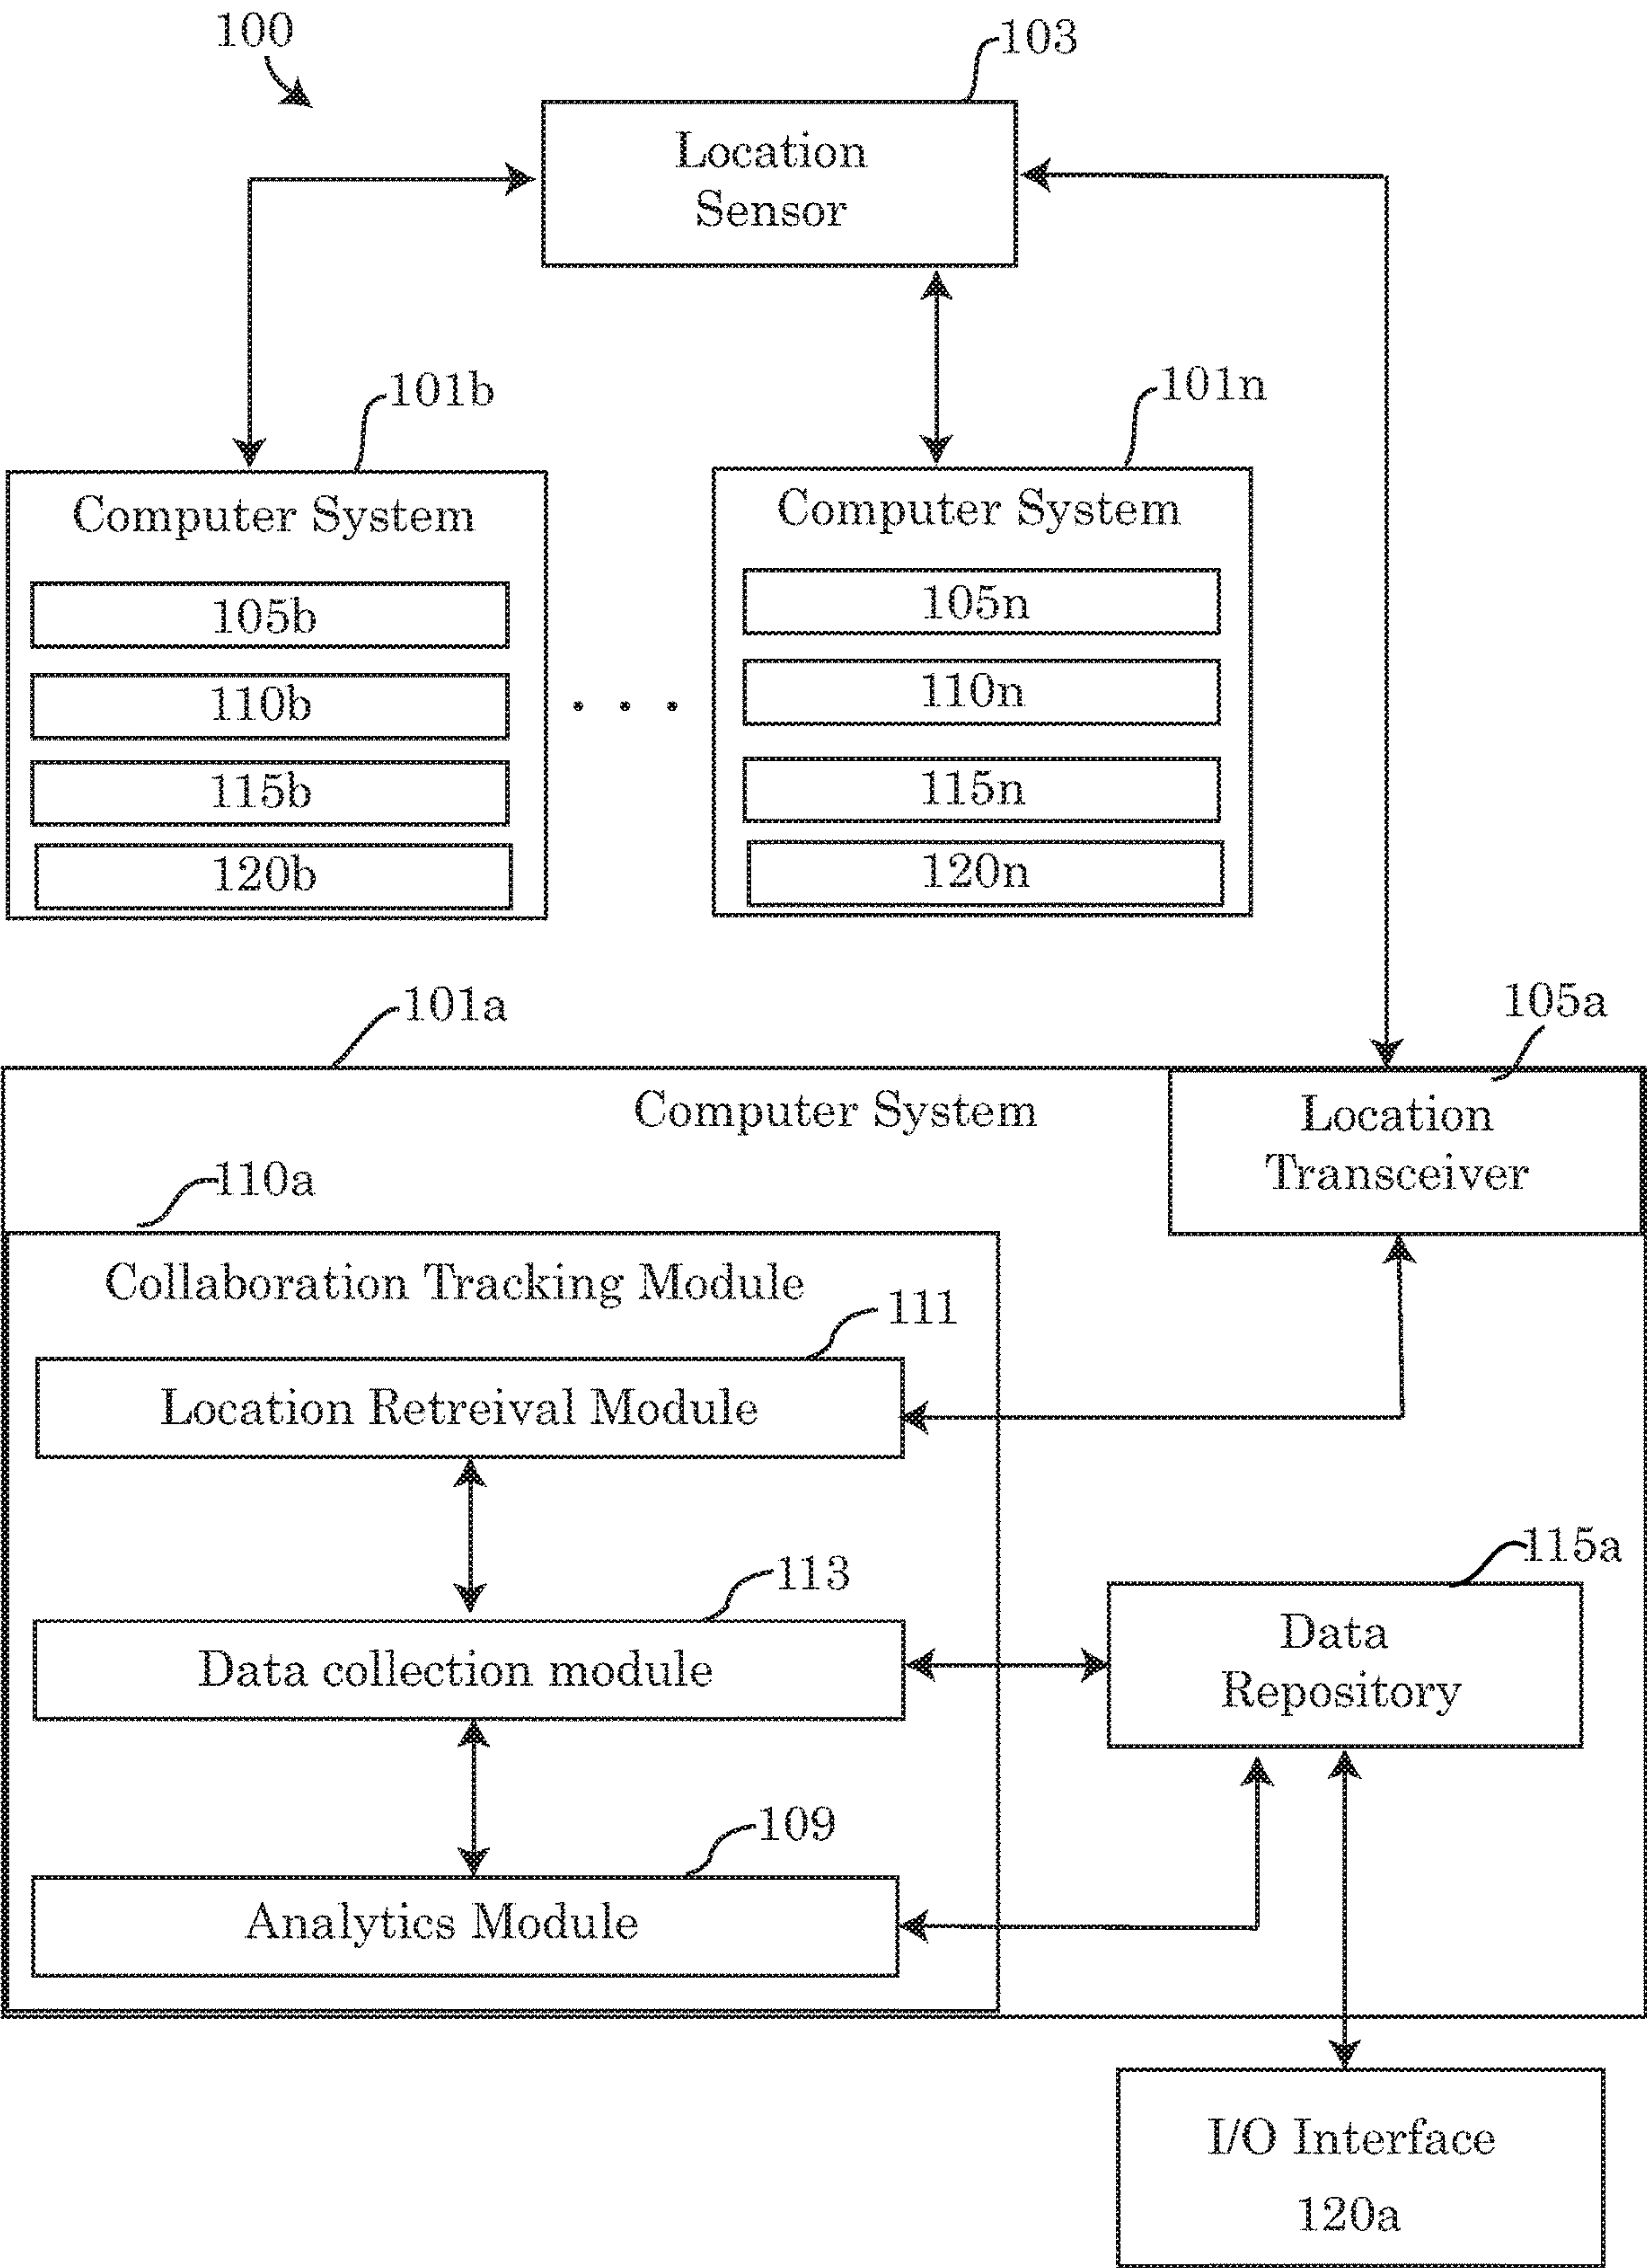 100
103
Location
Sensor
101b
101n
Computer System
105b
110b
115b
120b
Computer System
105n
110n
115n
120n
101a
105a
Computer System
Location
Transceiver
110a
Collaboration Tracking Module
111
Location Retreival Module
113
Data collection module
115a
Data
Repository
109
Analytics Module
I/O Interface
120a